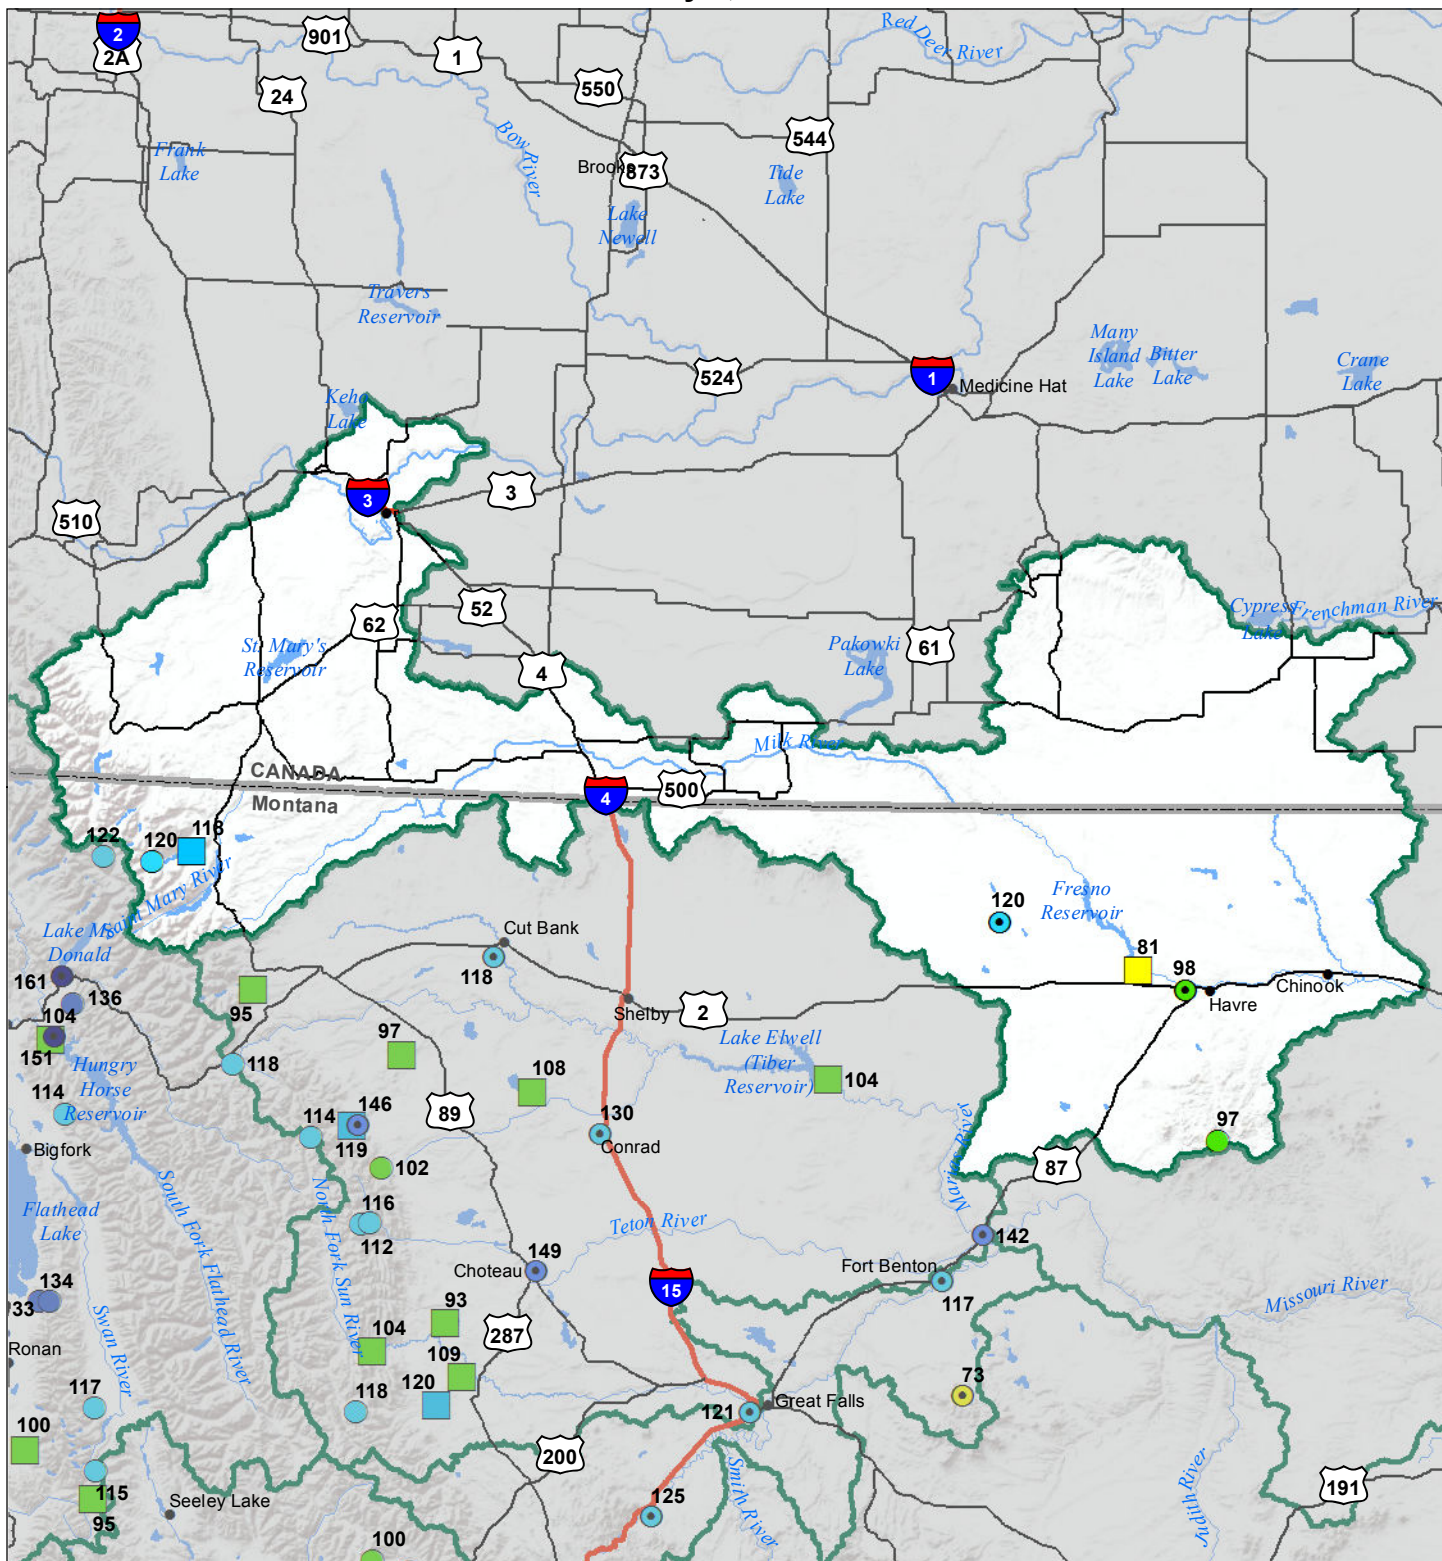 2
2A
901
1
24
550
544
Red Deer River
Bow River
Frank
Lake
Brooks
873
Tide
Lake
Lake
Newell
Travers
Reservoir
524
1
Medicine Hat
Many
Island
Lake
Bitter
Lake
Crane
Lake
Keho
Lake
3
3
510
62
52
4
St. Mary's
Reservoir
Pakowki
Lake
61
Cypress
Lake
Frenchman River
Milk River
CANADA
Montana
4
500
122
120
118
Saint Mary River
Lake Mc
Donald
161
136
104
151
95
Hungry
Horse
Reservoir
114
118
Bigfork
Cut Bank
118
Shelby
2
120
Fresno
Reservoir
81
98
Havre
Chinook
97
108
Lake Elwell
(Tiber
Reservoir)
104
Marias River
89
130
Conrad
114
146
119
102
116
112
97
87
142
Fort Benton
117
Missouri River
Teton River
Choteau
149
15
Flathead
Lake
South Fork Flathead River
North Fork Sun River
134
33
Ronan
Swan River
117
100
115
95
Seeley Lake
93
104
109
120
118
287
200
121
Great Falls
73
Smith River
125
100
Judith River
191